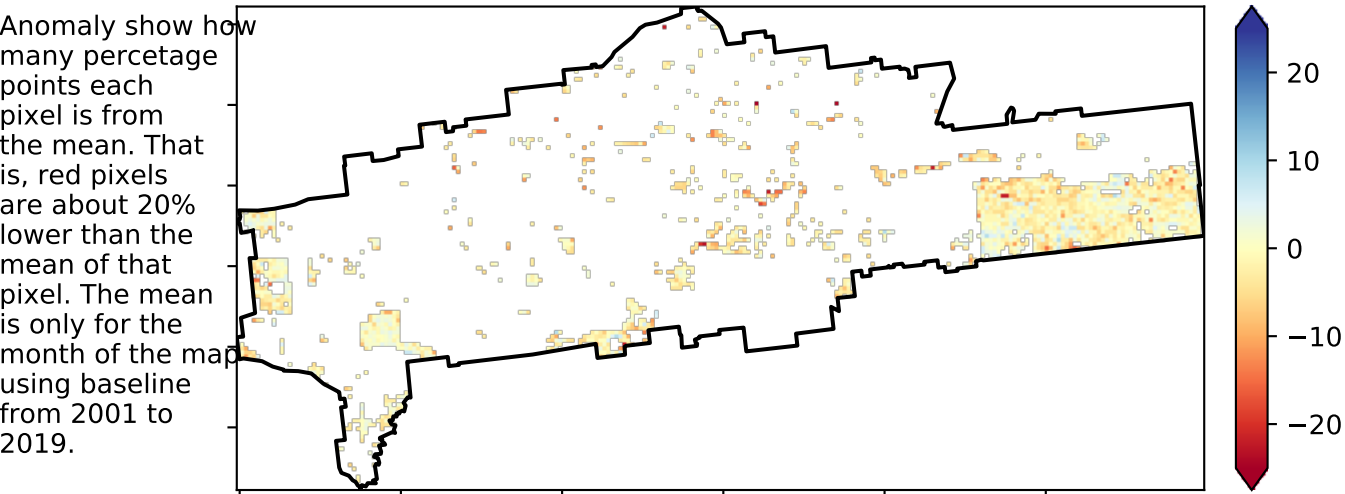 Anomaly show how
many percetage
points each
pixel is from
the mean. That
is, red pixels
are about 20%
lower than the
mean of that
pixel. The mean
is only for the
month of the map
using baseline
from 2001 to
2019.
20
10
0
−10
−20